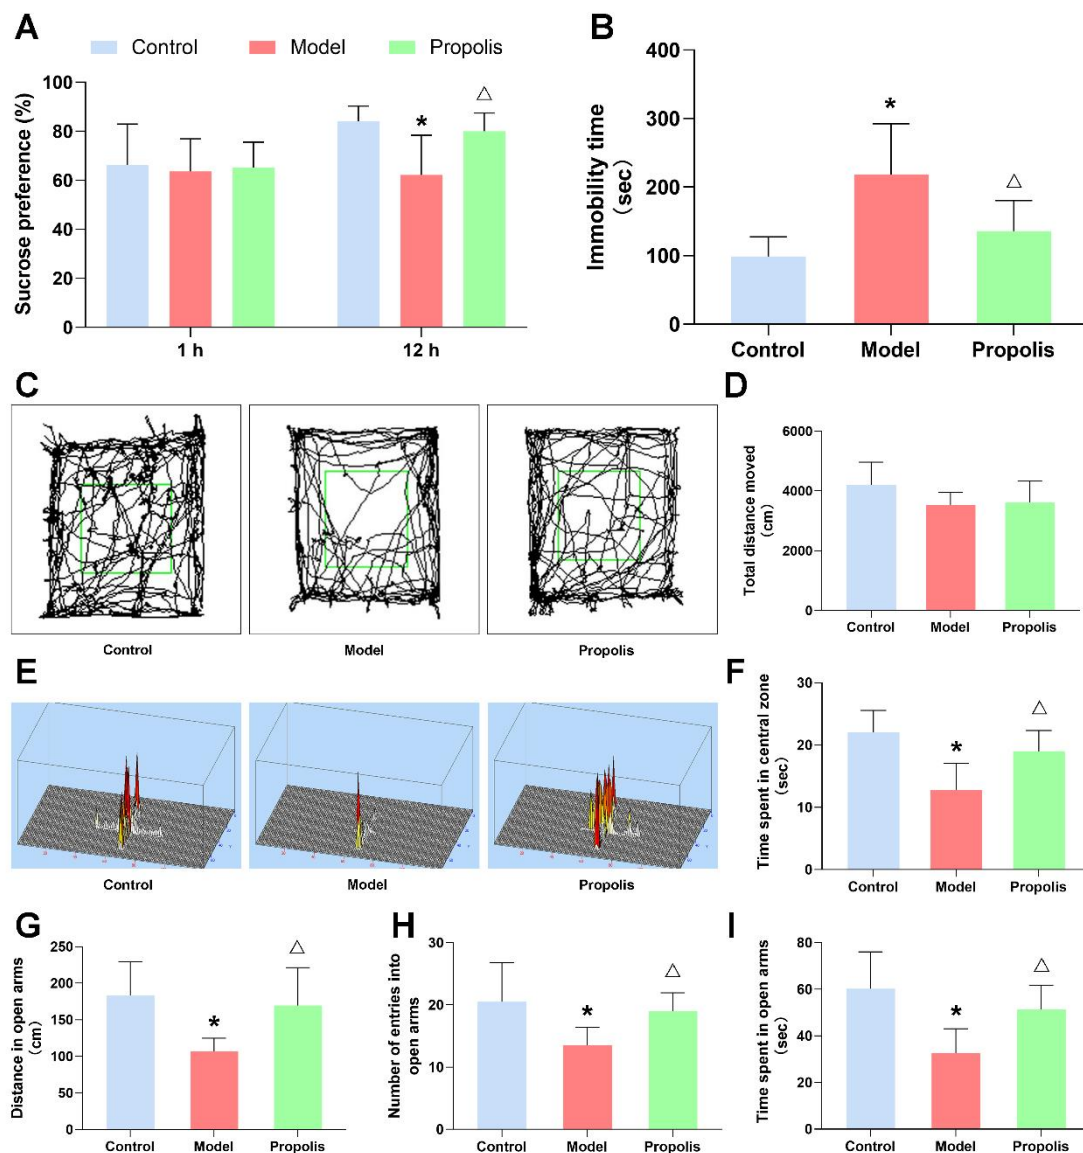 A
Control
Model
Propolis
Sucrose preference (%)
100
80
60
40
20
0
*
△
1 h
12 h
B
Immobility time
(sec)
400
300
200
100
0
*
△
Control
Model
Propolis
C
Control
Model
Propolis
D
Total distance moved
(cm)
6000
4000
2000
0
Control
Model
Propolis
E
Control
Model
Propolis
F
Time spent in central zone
(sec)
30
20
10
0
*
△
Control
Model
Propolis
G
Distance in open arms
(cm)
250
200
150
100
50
0
*
△
Control
Model
Propolis
H
Number of entries into
open arms
30
20
10
0
*
△
Control
Model
Propolis
I
Time spent in open arms
(sec)
80
60
40
20
0
*
△
Control
Model
Propolis